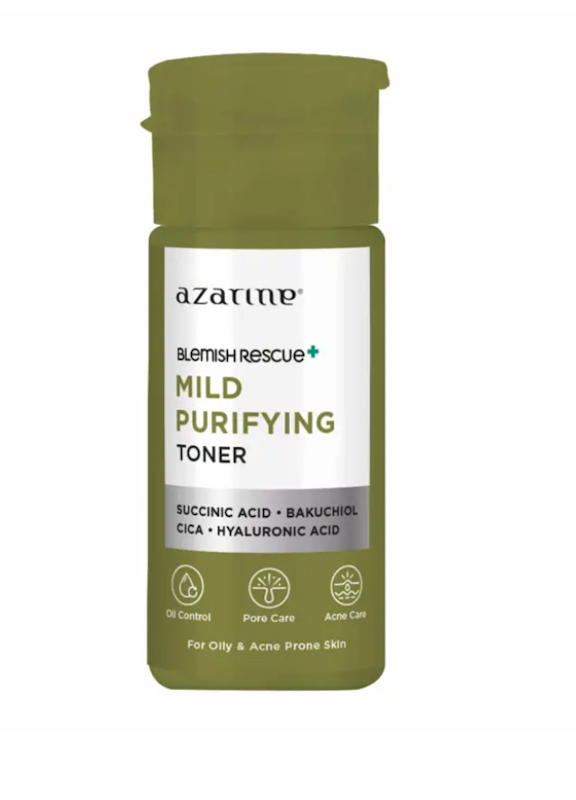 azarine®
BLEMISH RESCUE+
MILD
PURIFYING
TONER
SUCCINIC ACID • BAKUCHIOL
CICA • HYALURONIC ACID
Oil Control Pore Care Acne Care
For Oily & Acne Prone Skin